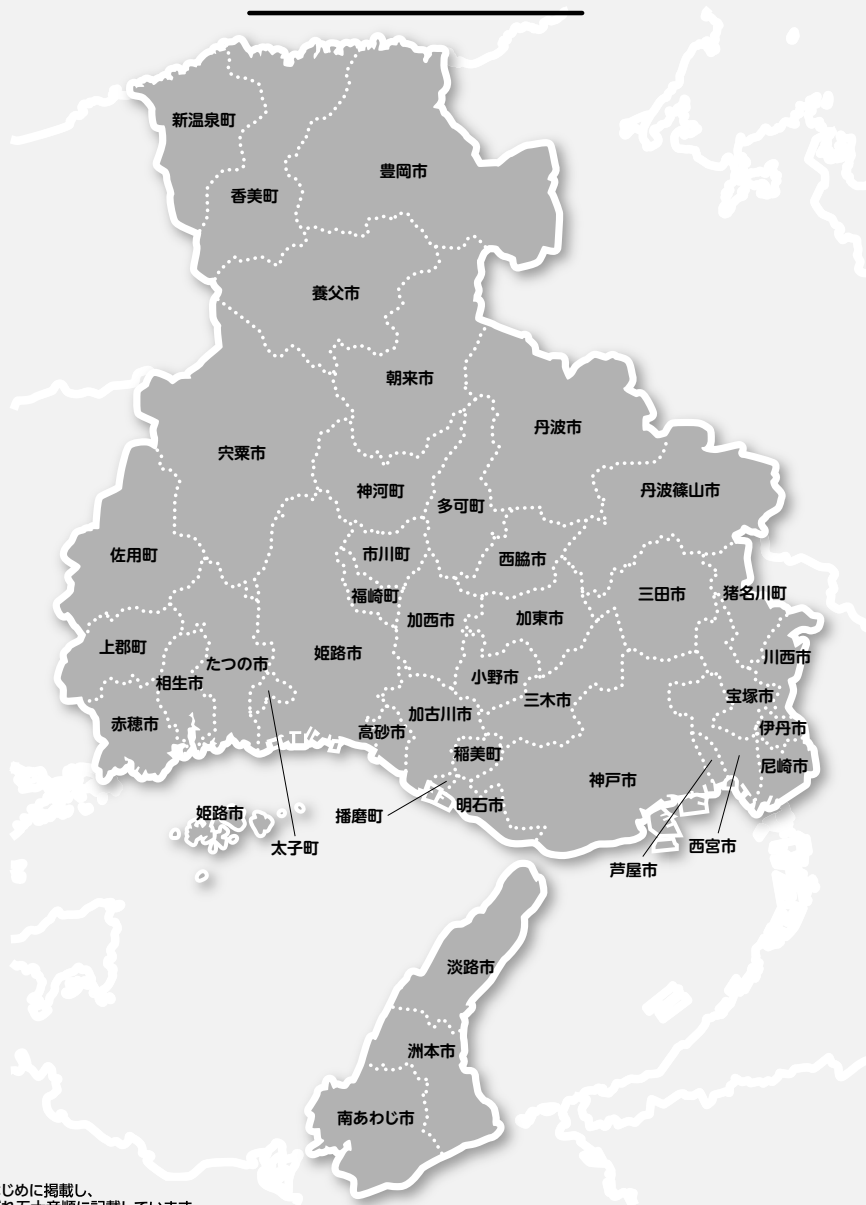 新温泉町
豊岡市
香美町
養父市
朝来市
丹波市
宍粟市
神河町
丹波篠山市
多可町
佐用町
市川町
西脇市
福崎町
三田市
猪名川町
加西市
加東市
上郡町
姫路市
川西市
たつの市
相生市
小野市
宝塚市
三木市
加古川市
赤穂市
高砂市
伊丹市
稲美町
尼崎市
神戸市
明石市
姫路市
播磨町
太子町
西宮市
芦屋市
淡路市
洲本市
南あわじ市
じめに掲載し、